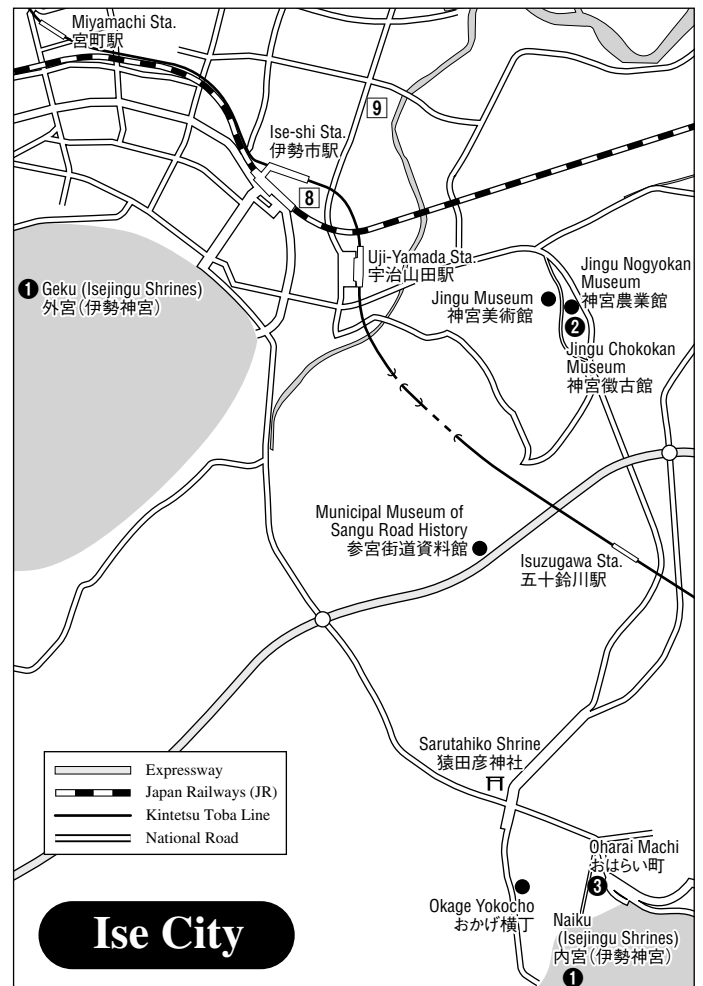 Miyamachi Sta.
宮町駅
9
Ise-shi Sta.
伊勢市駅
8
Uji-Yamada Sta.
宇治山田駅
❶ Geku (Isejingu Shrines)
外宮(伊勢神宮)
Jingu Museum
神宮美術館
Jingu Nogyokan
Museum
神宮農業館
❷
Jingu Chokokan
Museum
神宮徴古館
Municipal Museum of
Sangu Road History
参宮街道資料館
Isuzugawa Sta.
五十鈴川駅
Sarutahiko Shrine
猿田彦神社
Expressway
Japan Railways (JR)
Kintetsu Toba Line
National Road
Oharai Machi
おはらい町
❸
Okage Yokocho
おかげ横丁
Naiku
(Isejingu Shrines)
内宮(伊勢神宮)
❶
Ise City